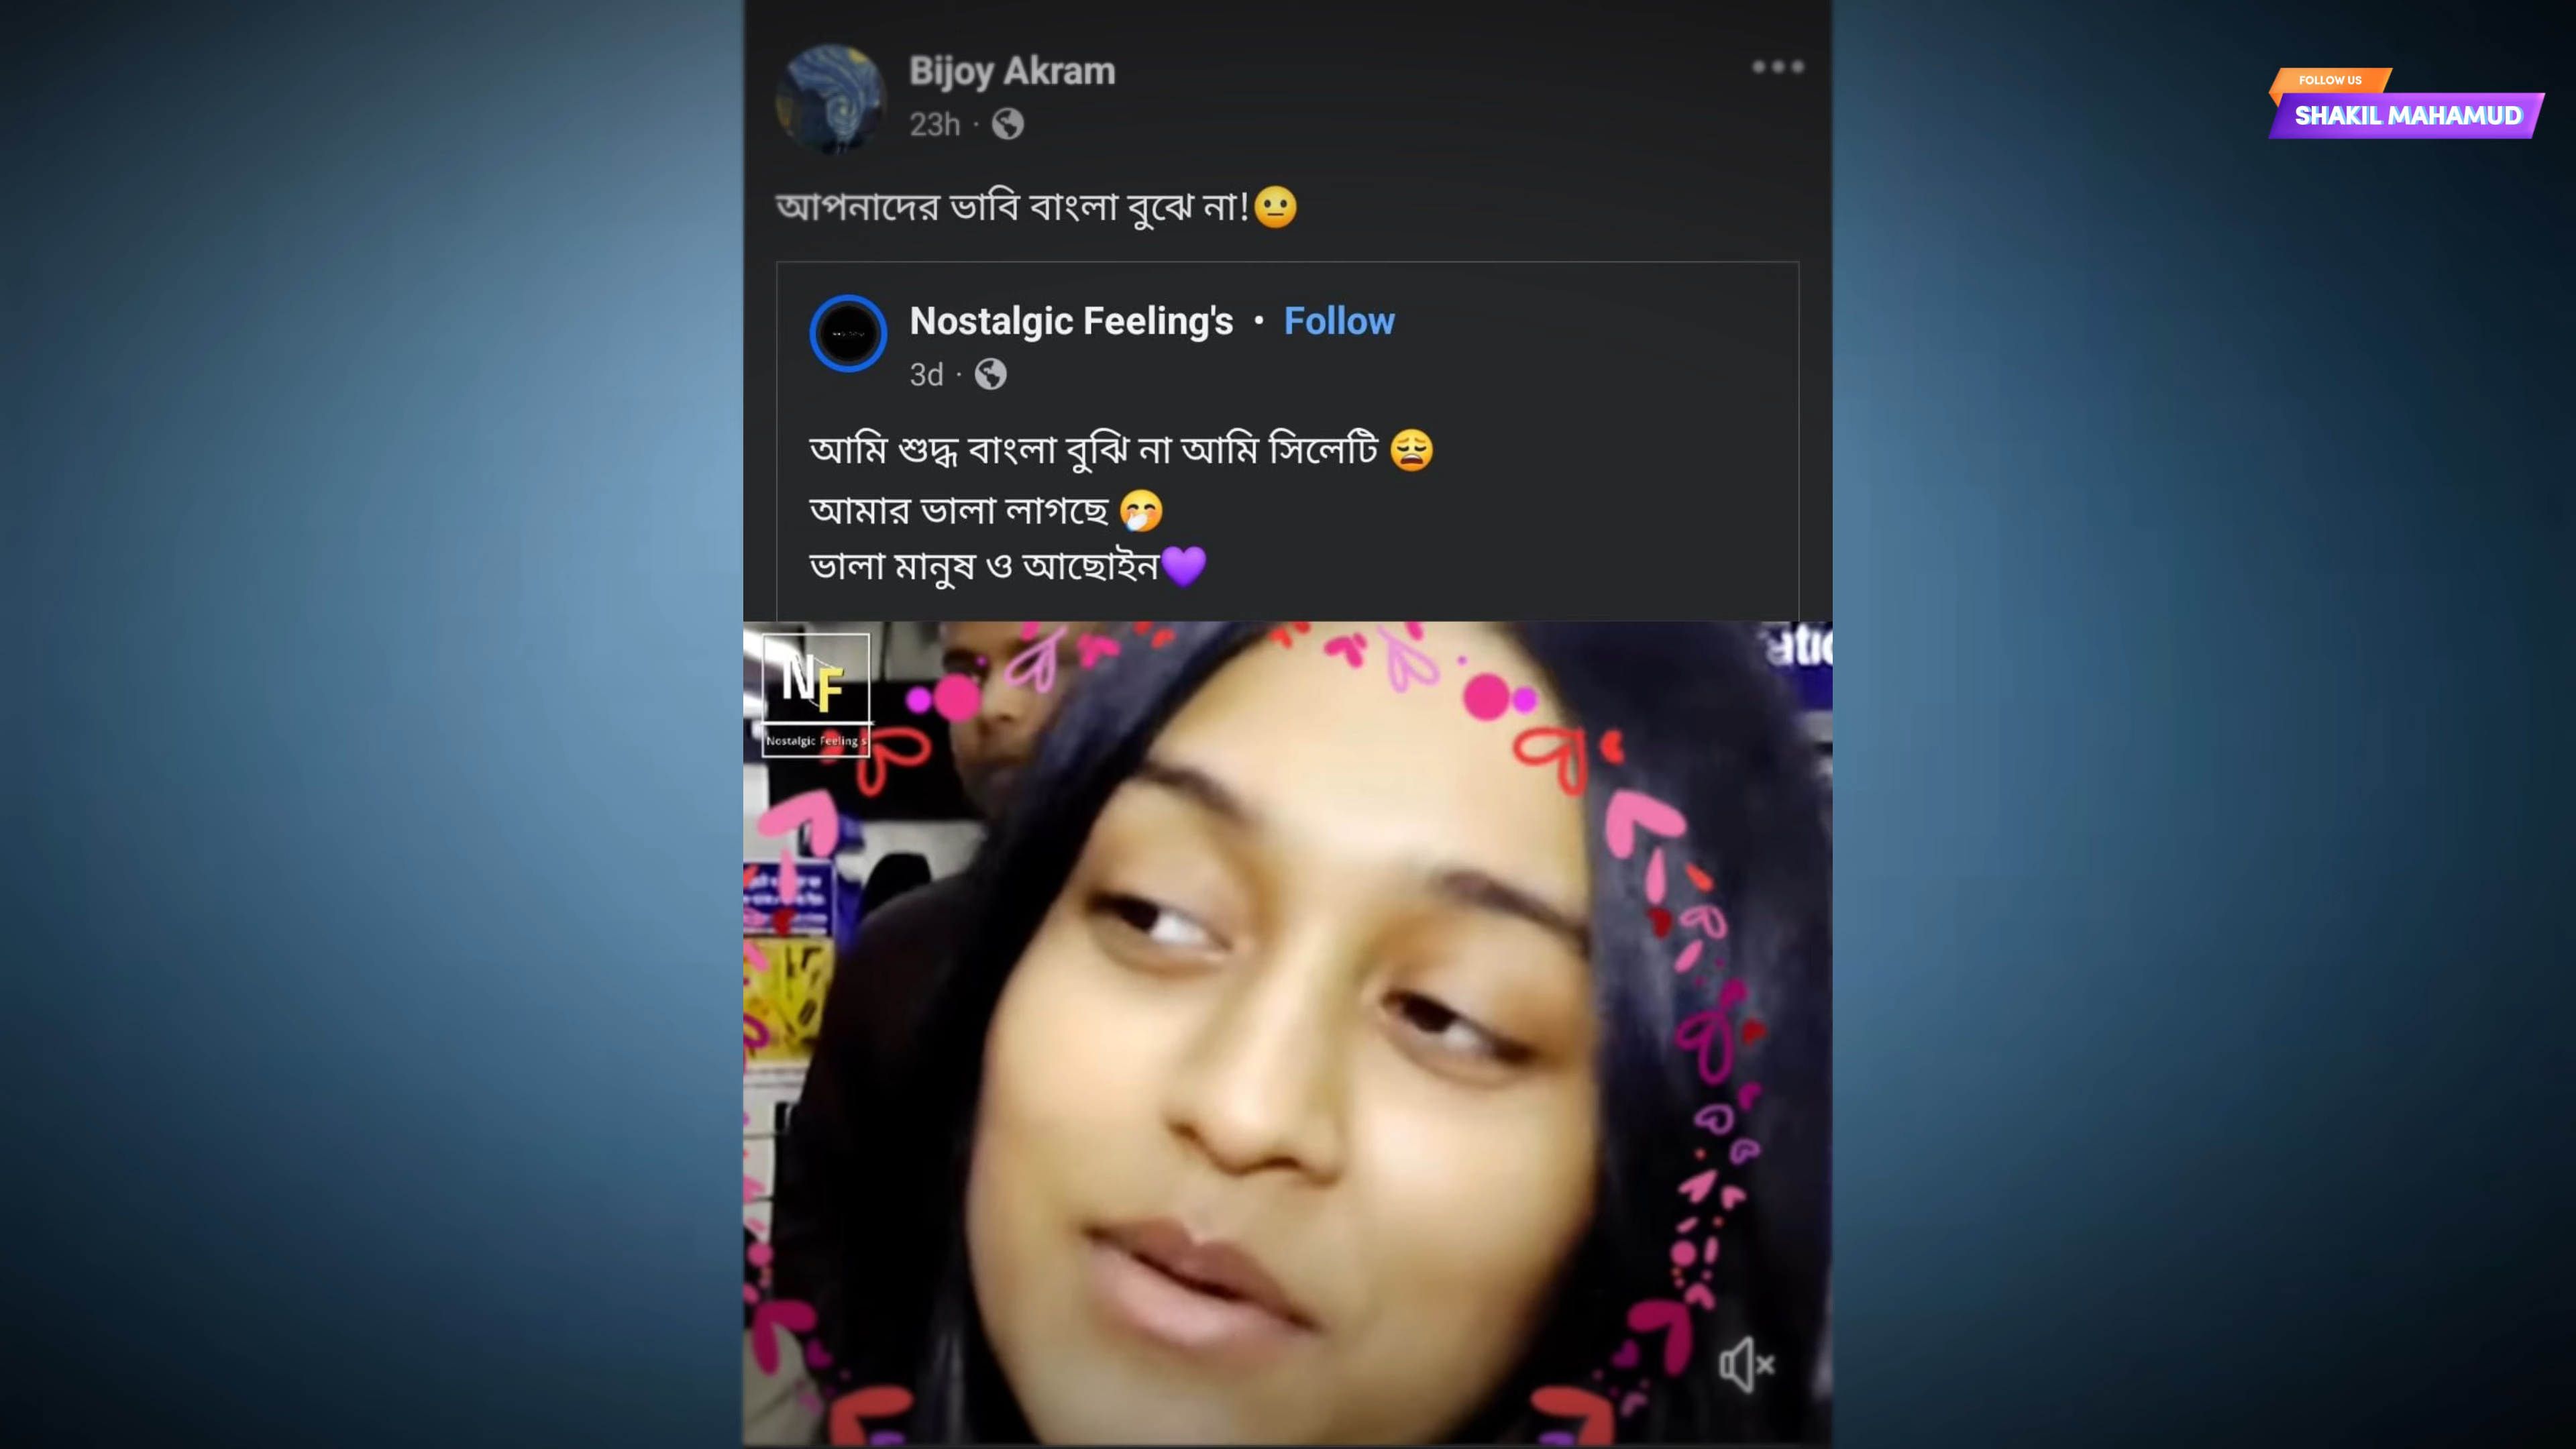 Bijoy Akram
23h ·
FOLLOW US
SHAKIL MAHAMUD
আপনাদের ভাবি বাংলা বুঝে না!😐
Nostalgic Feeling's · Follow
3d ·
আমি শুদ্ধ বাংলা বুঝি না আমি সিলেটি 😩
আমার ভালা লাগছে 🤭
ভালা মানুষ ও আছোইন💜
NF
Nostalgic Feeling s